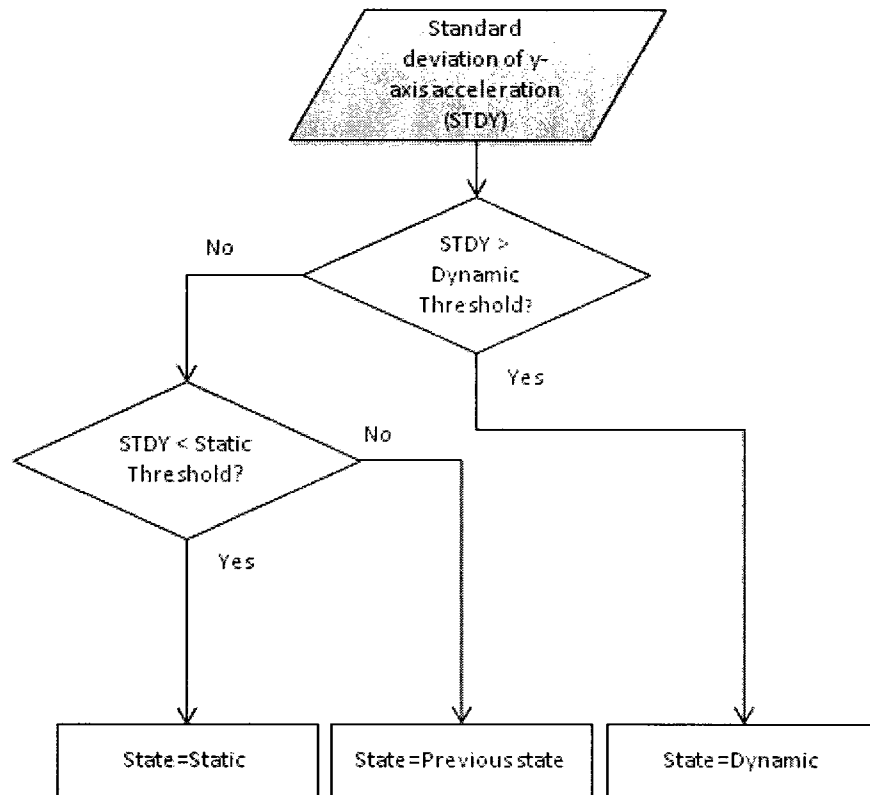 Standard
deviation of y-
axis acceleration
(STDY)
STDY >
Dynamic
Threshold?
No
Yes
STDY < Static
Threshold?
No
Yes
State=Static
State=Previous state
State=Dynamic